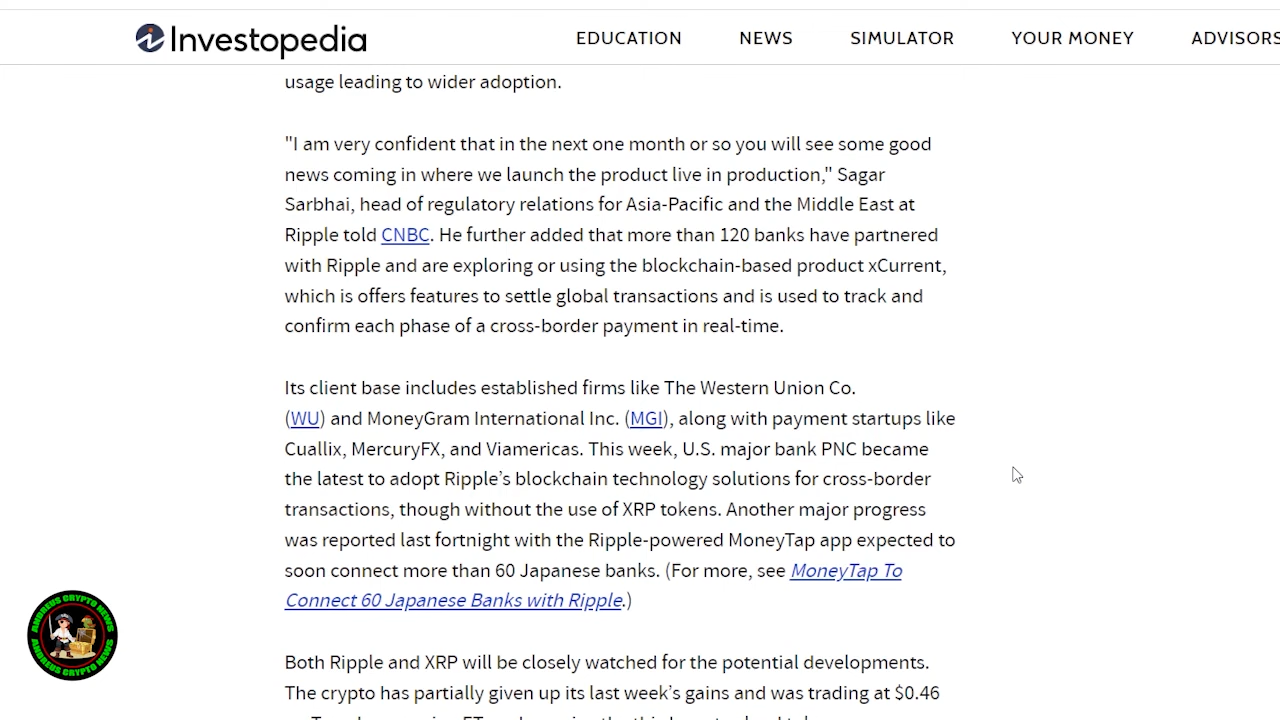 Investopedia
EDUCATION NEWS SIMULATOR YOUR MONEY ADVISORS
usage leading to wider adoption.
"I am very confident that in the next one month or so you will see some good
news coming in where we launch the product live in production," Sagar
Sarbhai, head of regulatory relations for Asia-Pacific and the Middle East at
Ripple told CNBC. He further added that more than 120 banks have partnered
with Ripple and are exploring or using the blockchain-based product xCurrent,
which is offers features to settle global transactions and is used to track and
confirm each phase of a cross-border payment in real-time.
Its client base includes established firms like The Western Union Co.
(WU) and MoneyGram International Inc. (MGI), along with payment startups like
Cuallix, MercuryFX, and Viamericas. This week, U.S. major bank PNC became
the latest to adopt Ripple’s blockchain technology solutions for cross-border
transactions, though without the use of XRP tokens. Another major progress
was reported last fortnight with the Ripple-powered MoneyTap app expected to
soon connect more than 60 Japanese banks. (For more, see MoneyTap To
Connect 60 Japanese Banks with Ripple.)
ANDREUS CRYPTO NEWS
ANDREUS CRYPTO NEWS
Both Ripple and XRP will be closely watched for the potential developments.
The crypto has partially given up its last week’s gains and was trading at $0.46